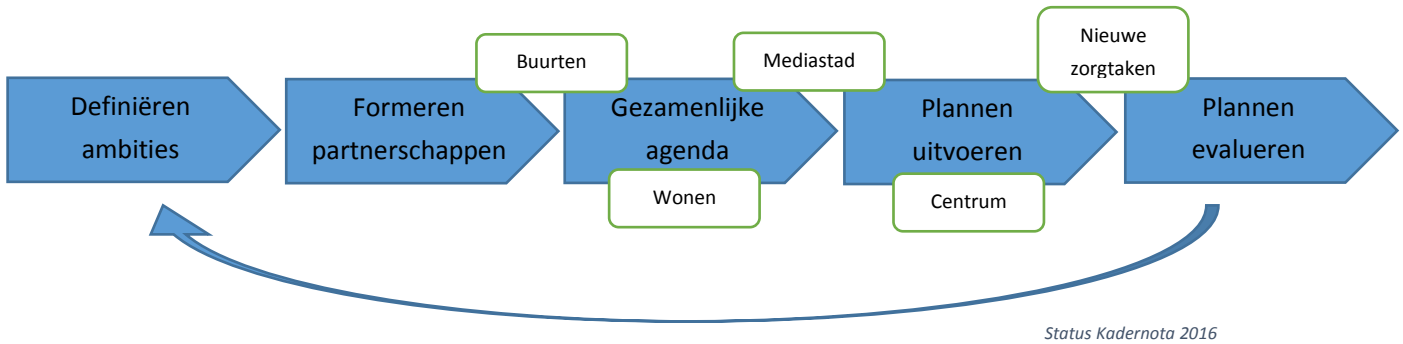 Buurten
Mediastad
Nieuwe
zorgtaken
Definiëren
ambities
Formeren
partnerschappen
Gezamenlijke
agenda
Plannen
uitvoeren
Plannen
evalueren
Wonen
Centrum
Status Kadernota 2016